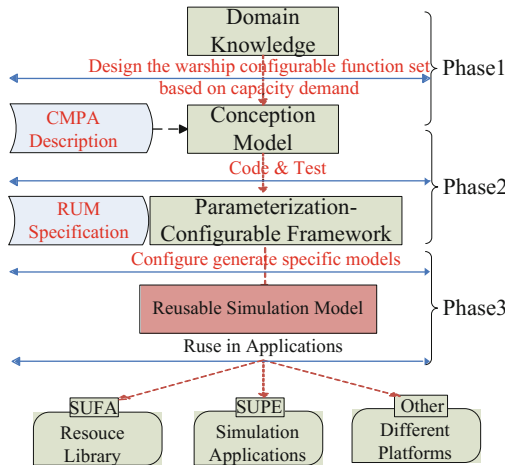 Domain
Knowledge
Design the warship configurable function set
based on capacity demand
Phase1
CMPA
Description
Conception
Model
Code & Test
Phase2
RUM
Specification
Parameterization-
Configurable Framework
Configure generate specific models
Reusable Simulation Model
Phase3
Ruse in Applications
SUFA
Resouce
Library
SUPE
Simulation
Applications
Other
Different
Platforms